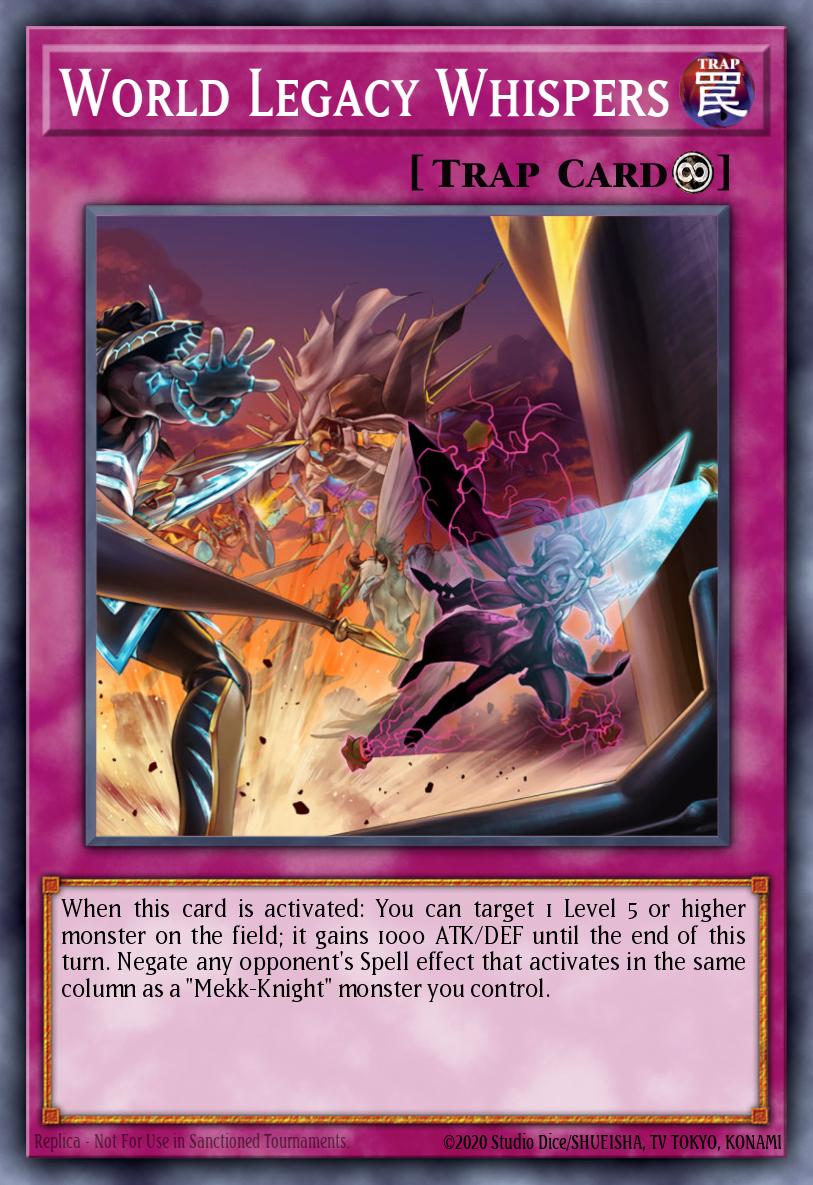 World Legacy Whispers
TRAP
罠
[Trap Card]
When this card is activated: You can target 1 Level 5 or higher
monster on the field; it gains 1000 ATK/DEF until the end of this
turn. Negate any opponent's Spell effect that activates in the same
column as a "Mekk-Knight" monster you control.
Replica - Not For Use in Sanctioned Tournaments.
©2020 Studio Dice/SHUEISHA, TV TOKYO, KONAMI